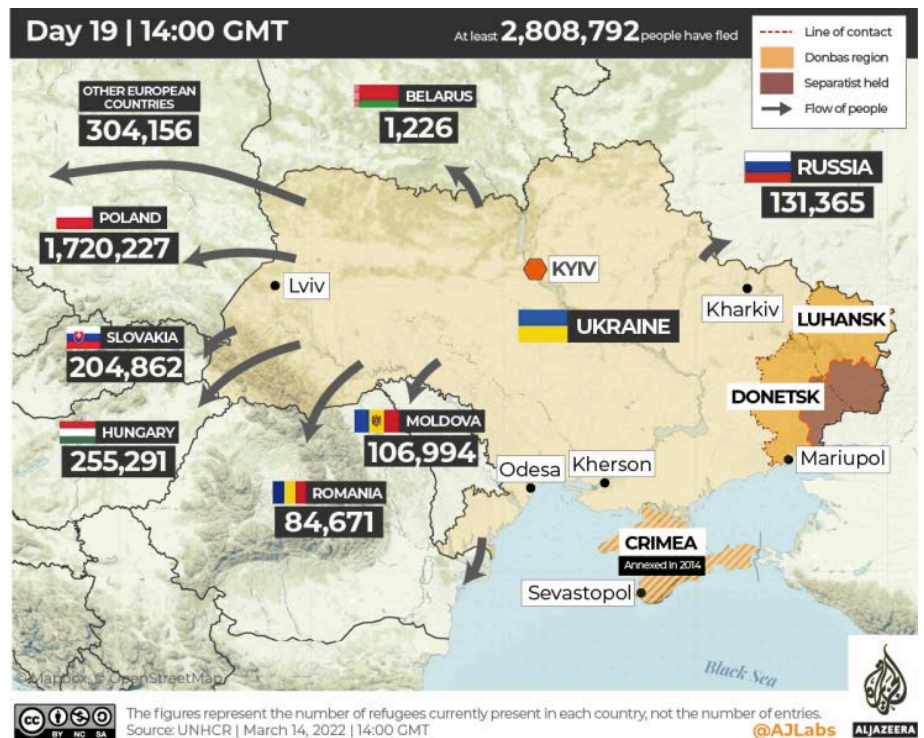 Day 19 | 14:00 GMT
At least 2,808,792 people have fled
Line of contact
Donbas region
Separatist held
Flow of people
OTHER EUROPEAN
COUNTRIES
304,156
BELARUS
1,226
RUSSIA
131,365
POLAND
1,720,227
Lviv
KYIV
Kharkiv
UKRAINE
LUHANSK
SLOVAKIA
204,862
DONETSK
HUNGARY
255,291
MOLDOVA
106,994
Mariupol
Odesa
Kherson
ROMANIA
84,671
CRIMEA
Annexed in 2014
Sevastopol
Black Sea
© Mapbox, © OpenStreetMap
cc BY NC SA
The figures represent the number of refugees currently present in each country, not the number of entries.
Source: UNHCR | March 14, 2022 | 14:00 GMT
@AJLabs
ALJAZEERA